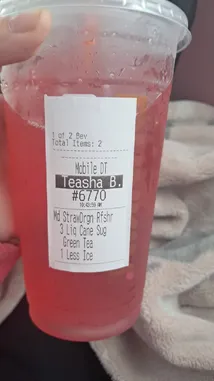 1 of 2 Bev
Total Items: 2
Mobile DT
Teasha B.
#6770
Md StrawDrgn Rfshr
3 Liq Cane Sug
Green Tea
1 Less Ice